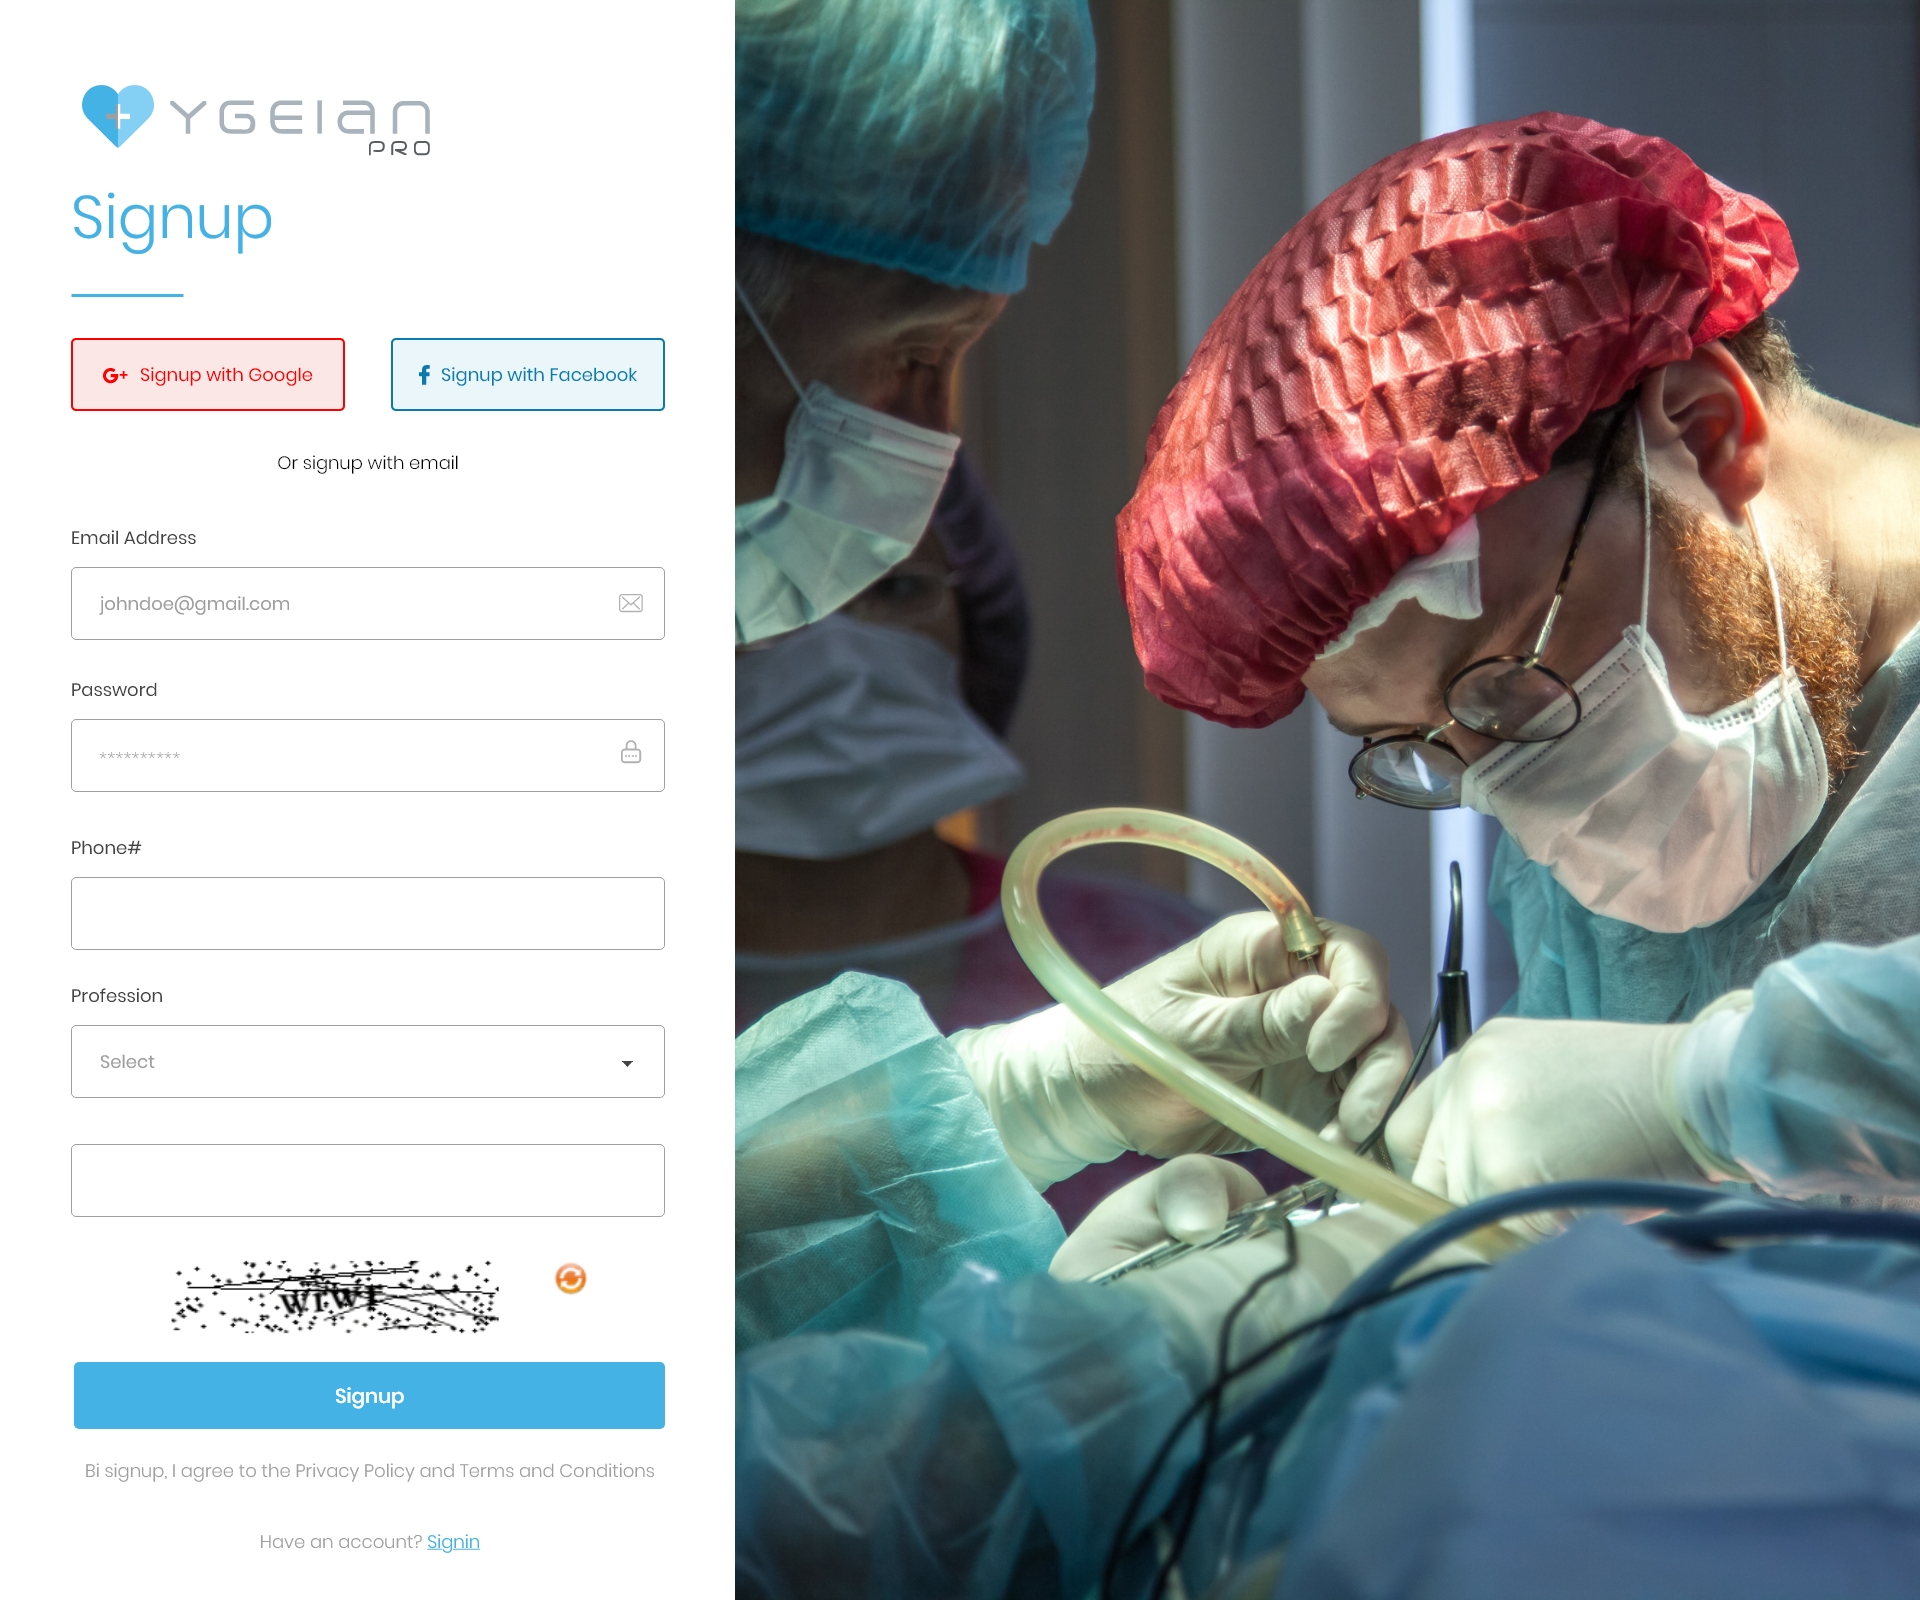 YGEIAN
PRO
Signup
G+ Signup with Google
f Signup with Facebook
Or signup with email
Email Address
johndoe@gmail.com
Password
**********
Phone#
Profession
Select
Signup
Bi signup, I agree to the Privacy Policy and Terms and Conditions
Have an account? Signin